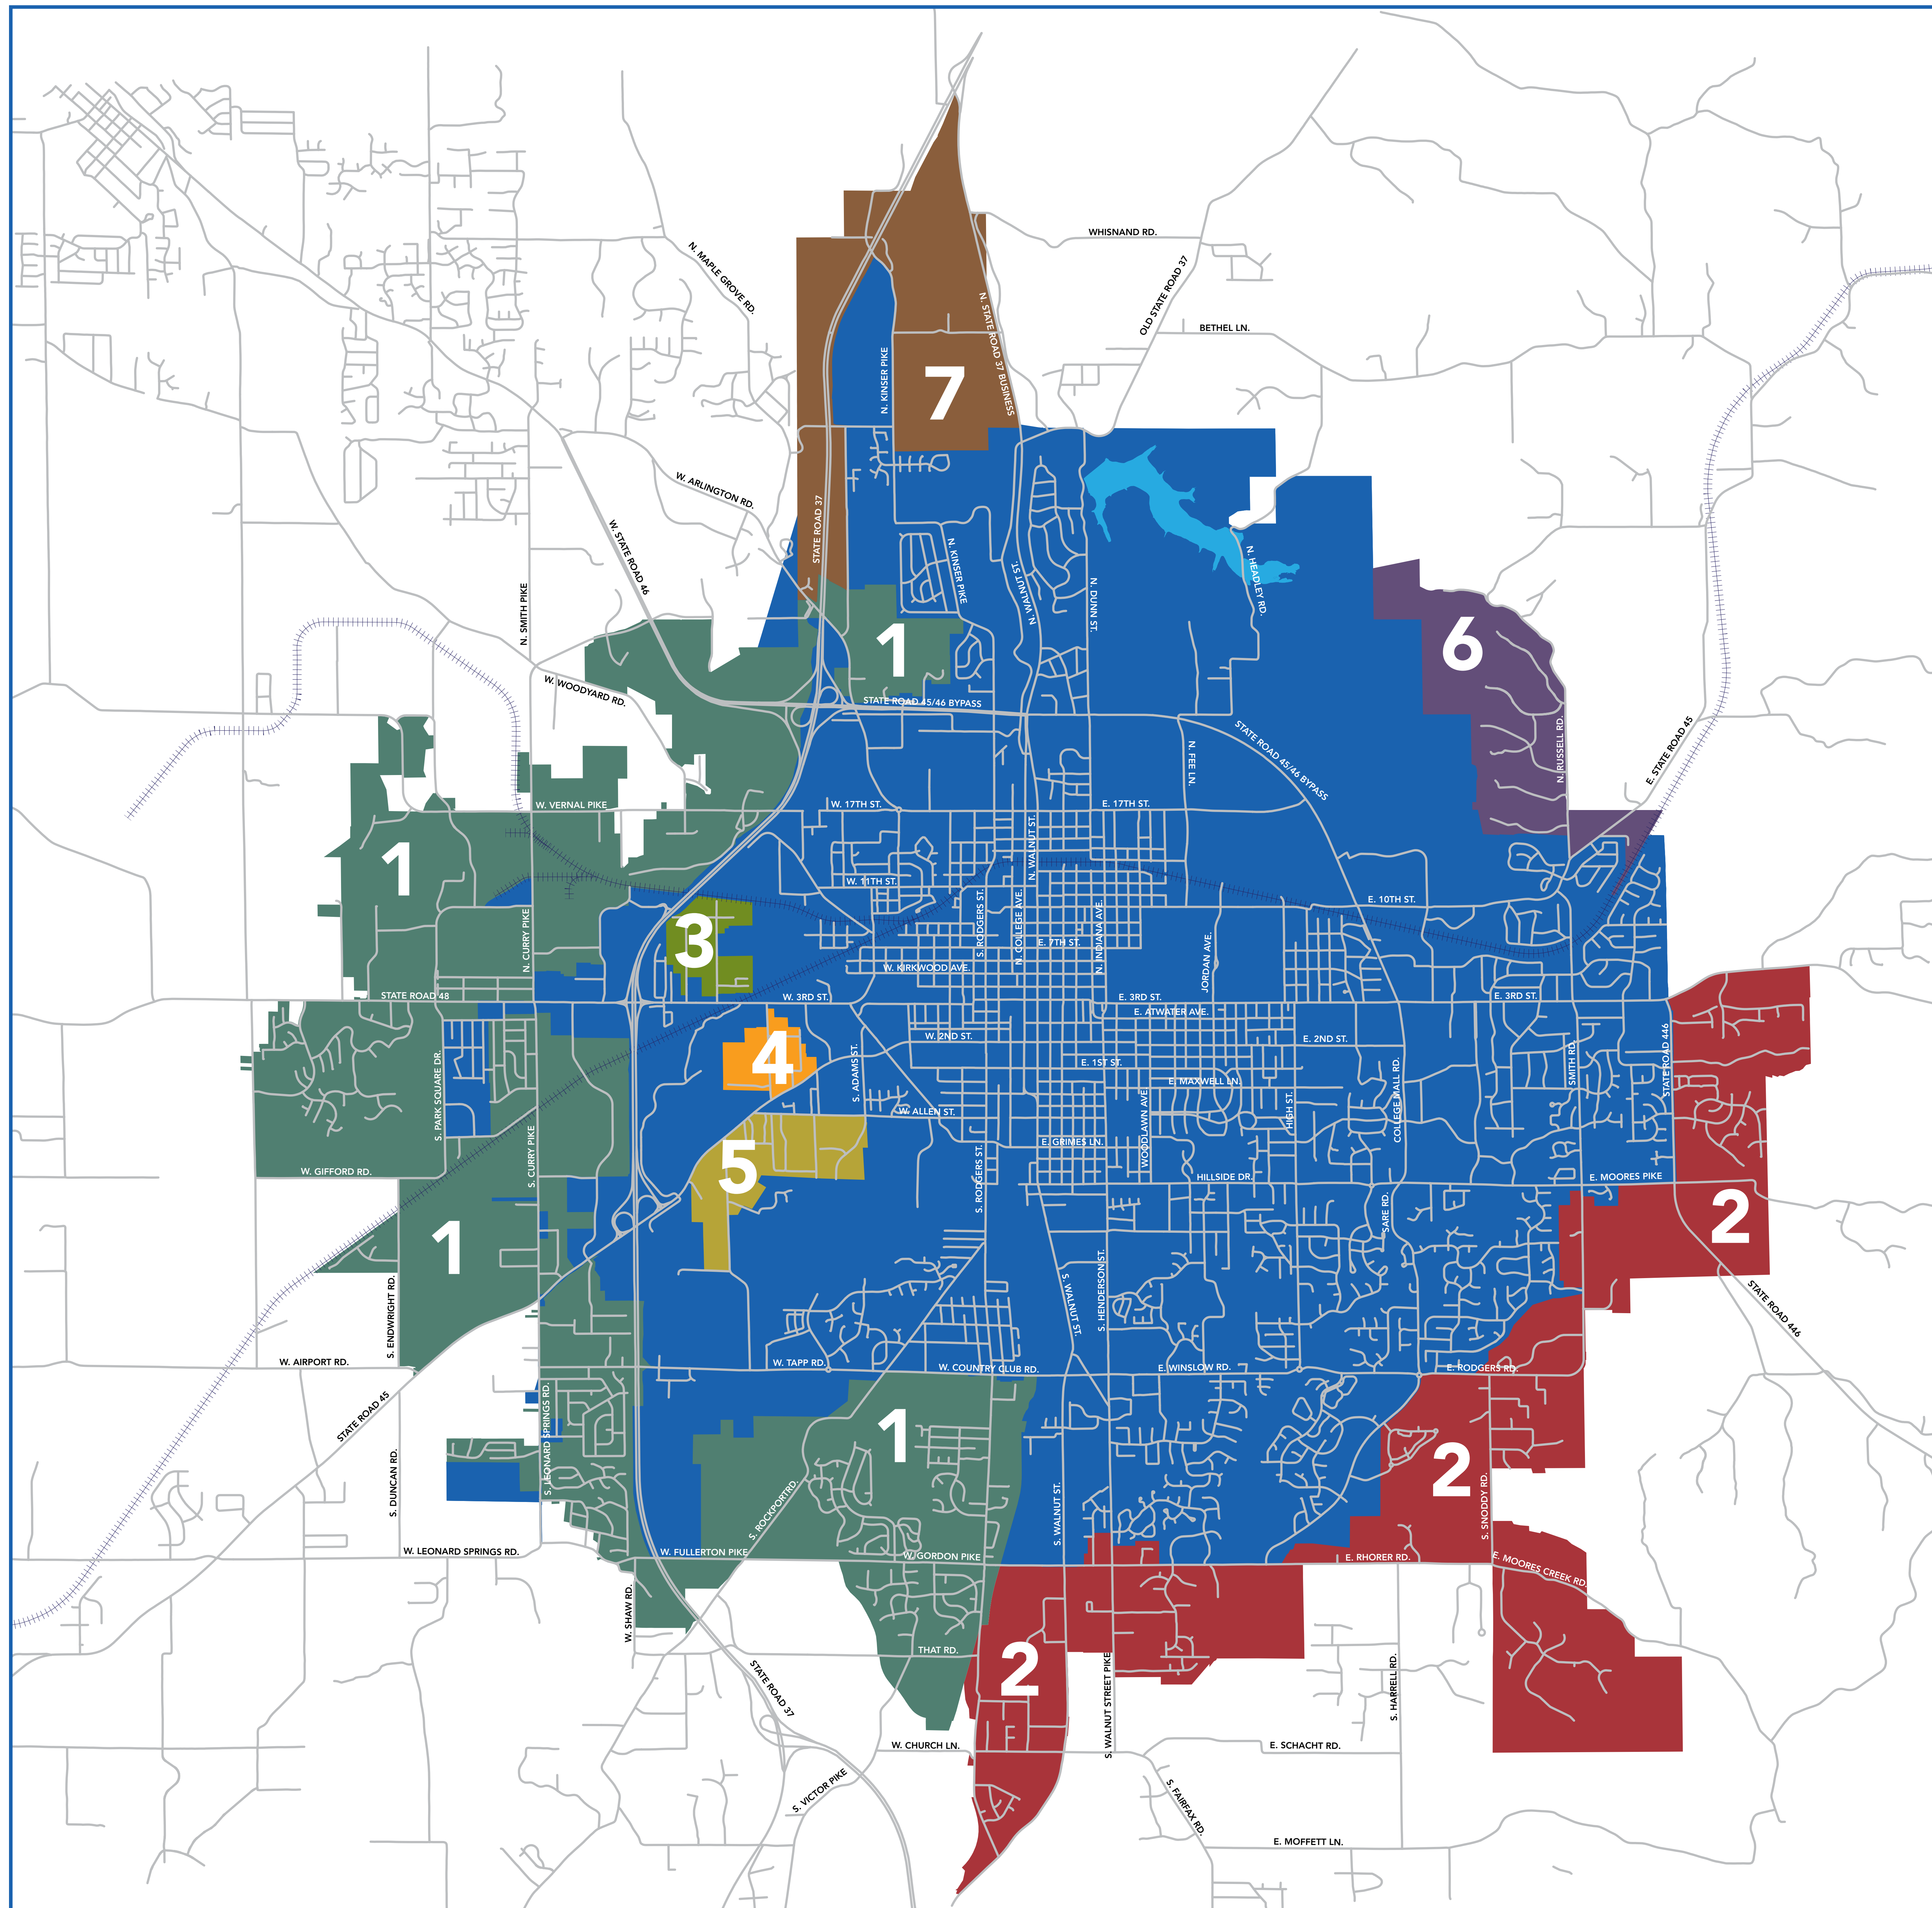 WHISNAND RD.
N. MAPLE GROVE RD.
OLD STATE ROAD 37
N. STATE ROAD 37 BUSINESS
BETHEL LN.
N. KINSER PIKE
7
W. ARLINGTON RD.
STATE ROAD 37
W. STATE ROAD 46
N. KINSER PIKE
N. WALNUT ST.
N. DUNN ST.
N. HEADLEY RD.
N. SMITH PIKE
1
6
W. WOODYARD RD.
STATE ROAD 45/46 BYPASS
STATE ROAD 45/46 BYPASS
N. FEE LN.
N. RUSSELL RD.
E. STATE ROAD 45
W. VERNAL PIKE
W. 17TH ST.
E. 17TH ST.
N. WALNUT ST.
1
W. 11TH ST.
E. 10TH ST.
S. RODGERS ST.
N. COLLEGE AVE.
N. INDIANA AVE.
N. CURRY PIKE
3
E. 7TH ST.
JORDAN AVE.
W. KIRKWOOD AVE.
STATE ROAD 48
W. 3RD ST.
E. 3RD ST.
E. 3RD ST.
E. ATWATER AVE.
W. 2ND ST.
E. 2ND ST.
4
S. ADAMS ST.
E. 1ST ST.
SMITH RD.
STATE ROAD 446
S. PARK SQUARE DR.
E. MAXWELL LN.
COLLEGE MALL RD.
HIGH ST.
W. ALLEN ST.
WOODLAWN AVE.
E. GRIMES LN.
S. CURRY PIKE
5
W. GIFFORD RD.
S. RODGERS ST.
HILLSIDE DR.
E. MOORES PIKE
SARE RD.
2
1
S. ENDWRIGHT RD.
S. WALNUT ST.
S. HENDERSON ST.
STATE ROAD 446
W. AIRPORT RD.
W. TAPP RD.
W. COUNTRY CLUB RD.
E. WINSLOW RD.
E. RODGERS RD.
STATE ROAD 45
S. LEONARD SPRINGS RD.
1
2
S. DUNCAN RD.
S. ROCKPORTRD.
S. WALNUT ST.
S. SNODDY RD.
W. LEONARD SPRINGS RD.
W. FULLERTON PIKE
W. GORDON PIKE
E. RHORER RD.
E. MOORES CREEK RD.
W. SHAW RD.
THAT RD.
2
STATE ROAD 37
S. WALNUT STREET PIKE
S. HARRELL RD.
W. CHURCH LN.
E. SCHACHT RD.
S. VICTOR PIKE
S. FAIRFAX RD.
E. MOFFETT LN.